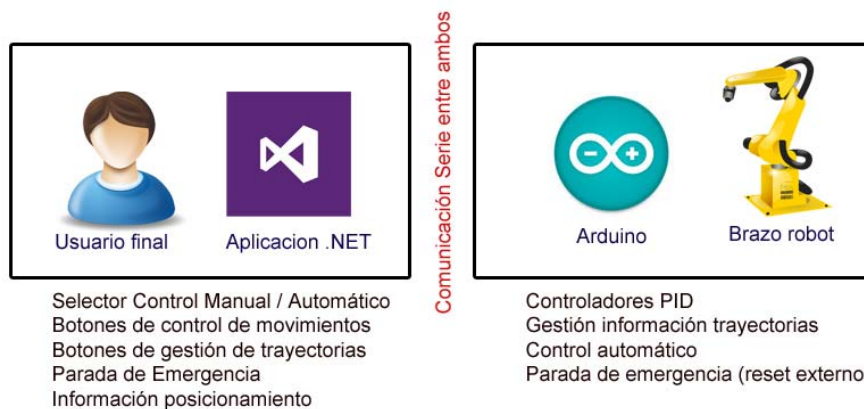 Usuario final
Aplicacion .NET
Selector Control Manual / Automático
Botones de control de movimientos
Botones de gestión de trayectorias
Parada de Emergencia
Información posicionamiento
Comunicación Serie entre ambos
Arduino
Brazo robot
Controladores PID
Gestión información trayectorias
Control automático
Parada de emergencia (reset externo